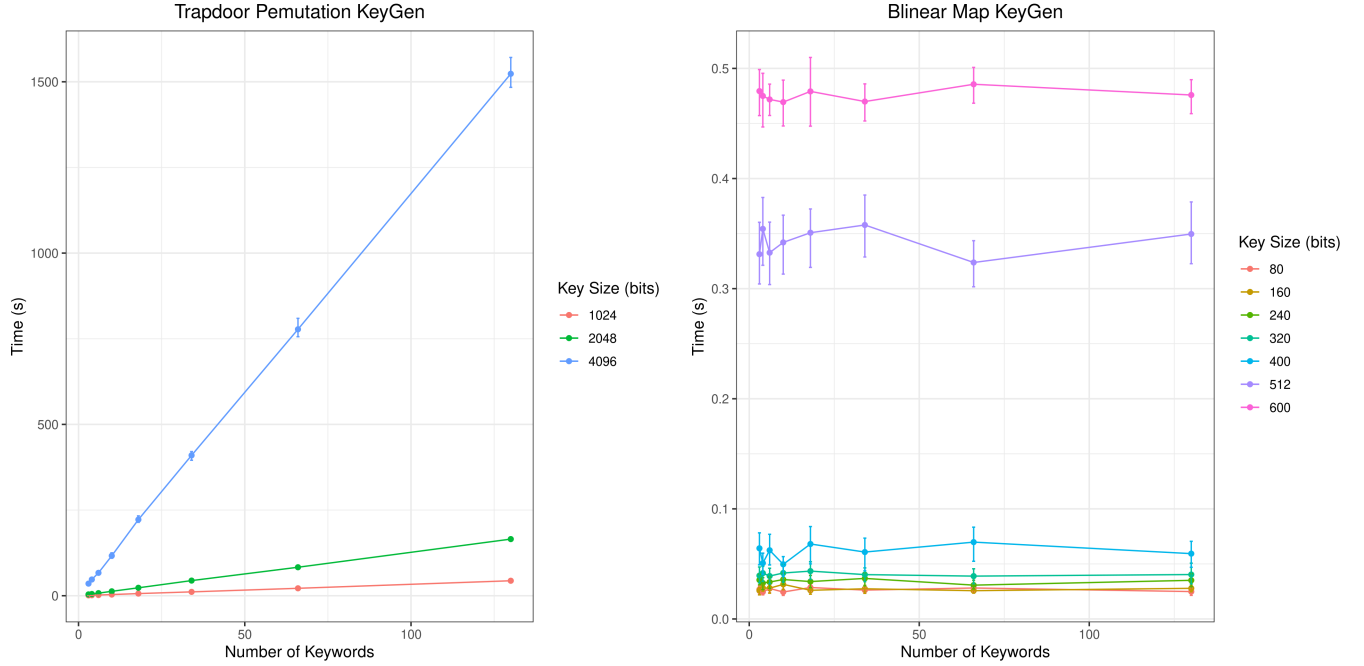 Trapdoor Pemutation KeyGen
1500
1000
500
0
0 50 100
Time (s)
Number of Keywords
Key Size (bits)
1024
2048
4096
Blinear Map KeyGen
0.5
0.4
0.3
0.2
0.1
0.0
0 50 100
Time (s)
Number of Keywords
Key Size (bits)
80
160
240
320
400
512
600